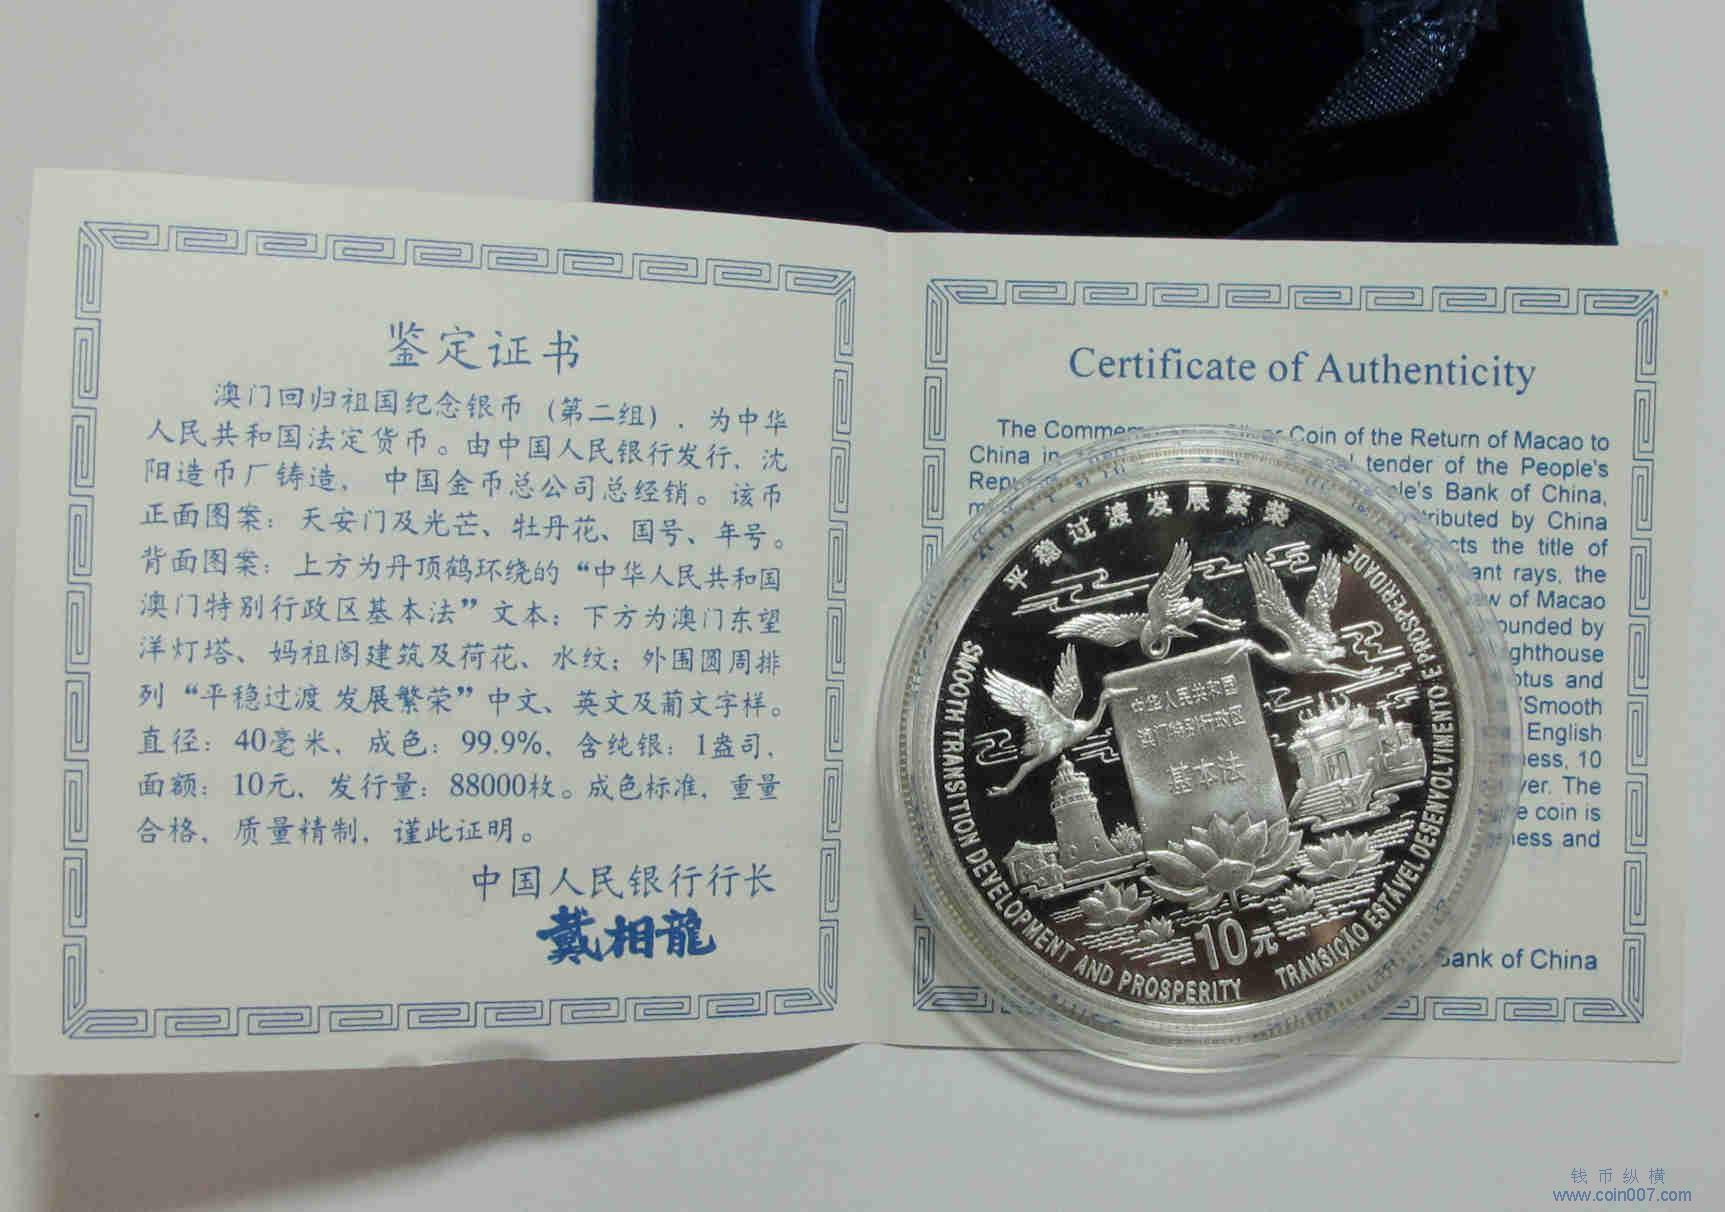 鉴定证书
澳门回归祖国纪念银币（第二组），为中华
人民共和国法定货币。由中国人民银行发行，沈
阳造币厂铸造，中国金币总公司总经销。该币
正面图案：天安门及光芒、牡丹花、国号、年号。
背面图案：上方为丹顶鹤环绕的“中华人民共和国
澳门特别行政区基本法”文本；下方为澳门东望
洋灯塔、妈祖阁建筑及荷花、水纹；外围圆周排
列“平稳过渡 发展繁荣”中文、英文及葡文字样。
直径：40毫米，成色：99.9%，含纯银：1盎司，
面额：10元，发行量：88000枚。成色标准，重量
合格，质量精制，谨此证明。
中国人民银行行长
戴相龍
Certificate of Authenticity
The Coin of the Return of Macao to
China in tender of the People's
Bank of China,
distributed by China
the title of
rays, the
of Macao
by
lotus and
"Smooth
English
10
The
coin is
and
Bank of China
平稳过渡发展繁荣
SMOOTH TRANSITION DEVELOPMENT AND PROSPERITY
TRANSIÇÃO ESTÁVEL DESENVOLVIMENTO E PROSPERIDADE
中华人民共和国
澳门特别行政区
基本法
10元
钱币纵横
www.coin007.com